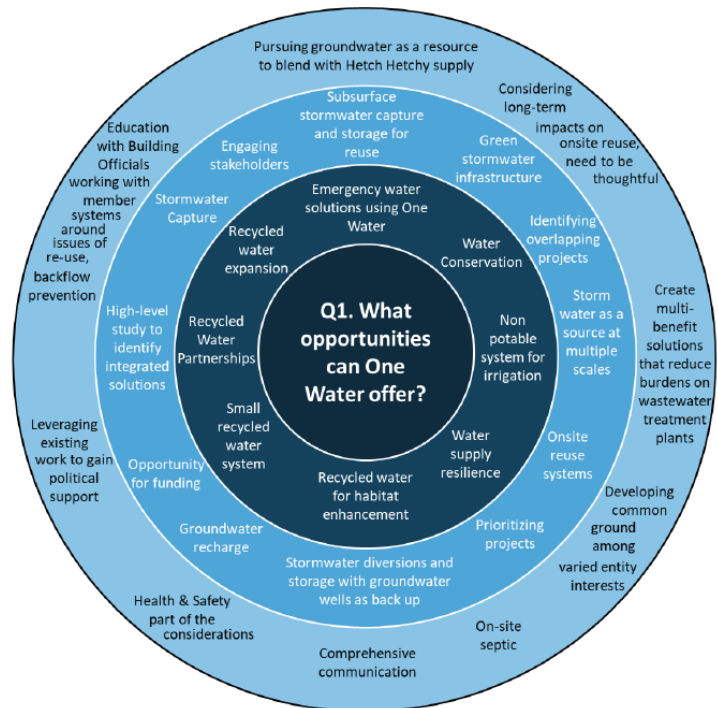 Pursuing groundwater as a resource
to blend with Hetch Hetchy supply
Considering
long-term
impacts on
onsite reuse,
need to be
thoughtful
Create
multi-
benefit
solutions
that reduce
burdens on
wastewater
treatment
plants
Developing
common
ground
among
varied entity
interests
On-site
septic
Comprehensive
communication
Health & Safety
part of the
considerations
Leveraging
existing
work to gain
political
support
Education
with Building
Officials
working with
member
systems
around
issues of
re-use,
backflow
prevention
Subsurface
stormwater capture
and storage for
reuse
Green
stormwater
infrastructure
Identifying
overlapping
projects
Storm
water as a
source at
multiple
scales
Onsite
reuse
systems
Prioritizing
projects
Stormwater diversions and
storage with groundwater
wells as back up
Groundwater
recharge
Opportunity
for funding
High-level
study to
identify
integrated
solutions
Stormwater
Capture
Engaging
stakeholders
Emergency water
solutions using One
Water
Water
Conservation
Non
potable
system for
irrigation
Water
supply
resilience
Recycled water
for habitat
enhancement
Small
recycled
water
system
Recycled
Water
Partnerships
Recycled
water
expansion
Q1. What
opportunities
can One
Water offer?